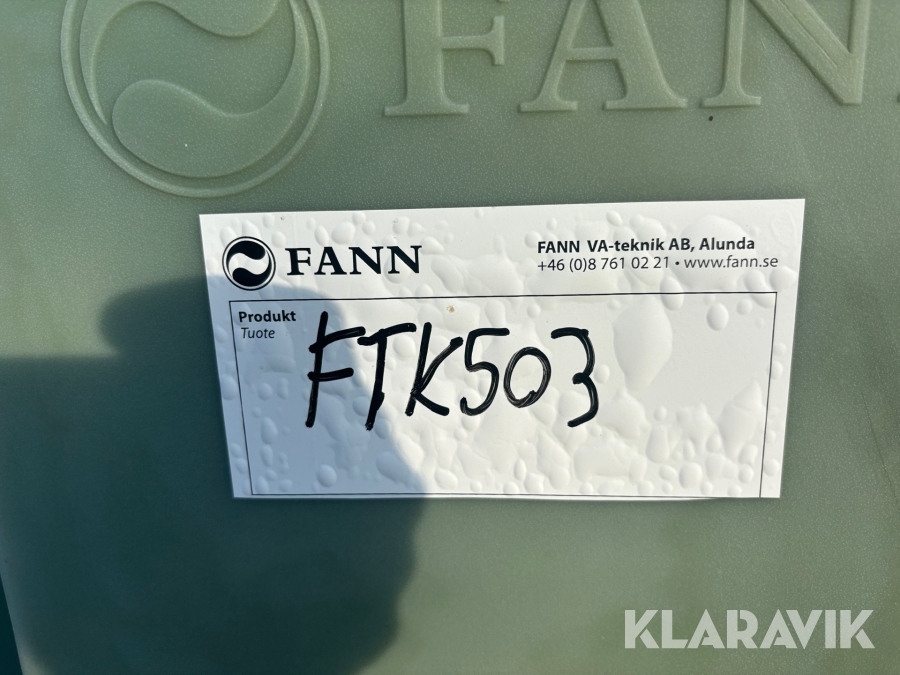 FANN
FANN
FANN VA-teknik AB, Alunda
+46 (0)8 761 02 21 • www.fann.se
Produkt
Tuote
FTK503
KLARAVIK